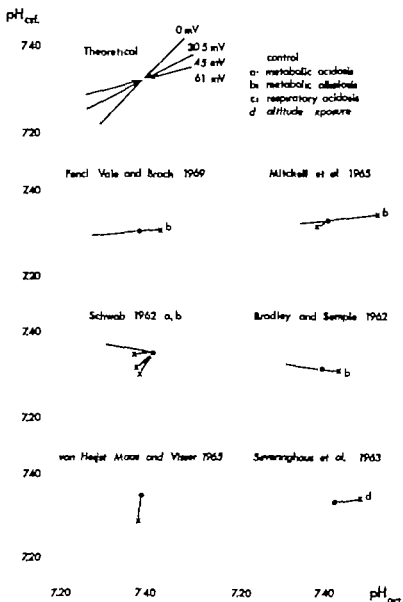 pHcsf.
7.40
Theoretical
0 mV
30.5 mV
45 mV
61 mV
control
a: metabolic acidosis
b: metabolic alkalosis
c: respiratory acidosis
d altitude xposure
7.20
Fencl Vale and Broch 1969
Mitchell et al 1965
7.40
b
b
7.20
Schwab 1962 a, b
Bradley and Semple 1962
7.40
b
7.20
van Heijst Maas and Visser 1965
Severinghaus et al. 1963
7.40
d
7.20
7.20
7.40
7.20
7.40
pHart.